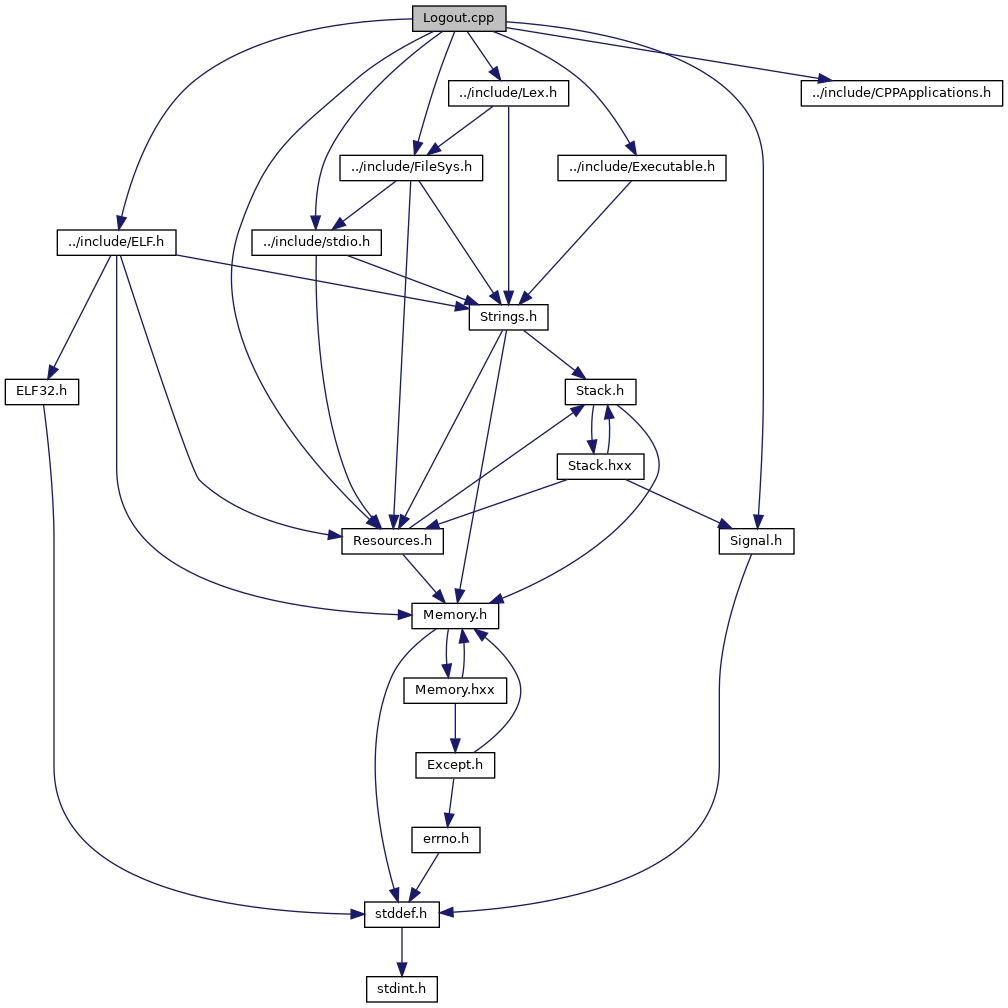 Logout.cpp
../include/Lex.h
../include/CPPApplications.h
../include/FileSys.h
../include/Executable.h
../include/ELF.h
../include/stdio.h
Strings.h
ELF32.h
Stack.h
Stack.hxx
Resources.h
Signal.h
Memory.h
Memory.hxx
Except.h
errno.h
stddef.h
stdint.h